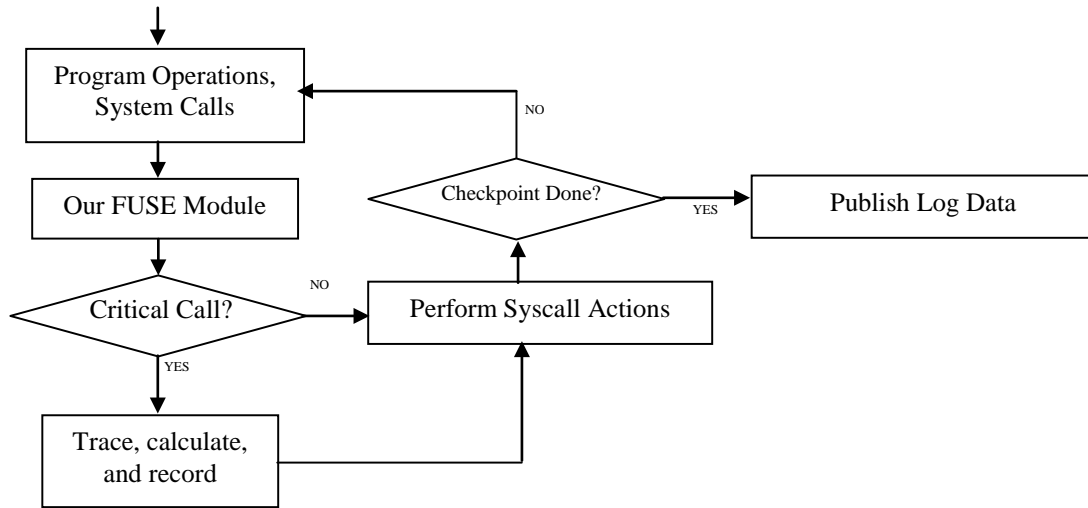 Program Operations,
System Calls
NO
Our FUSE Module
Checkpoint Done?
YES
Publish Log Data
Critical Call?
NO
Perform Syscall Actions
YES
Trace, calculate,
and record